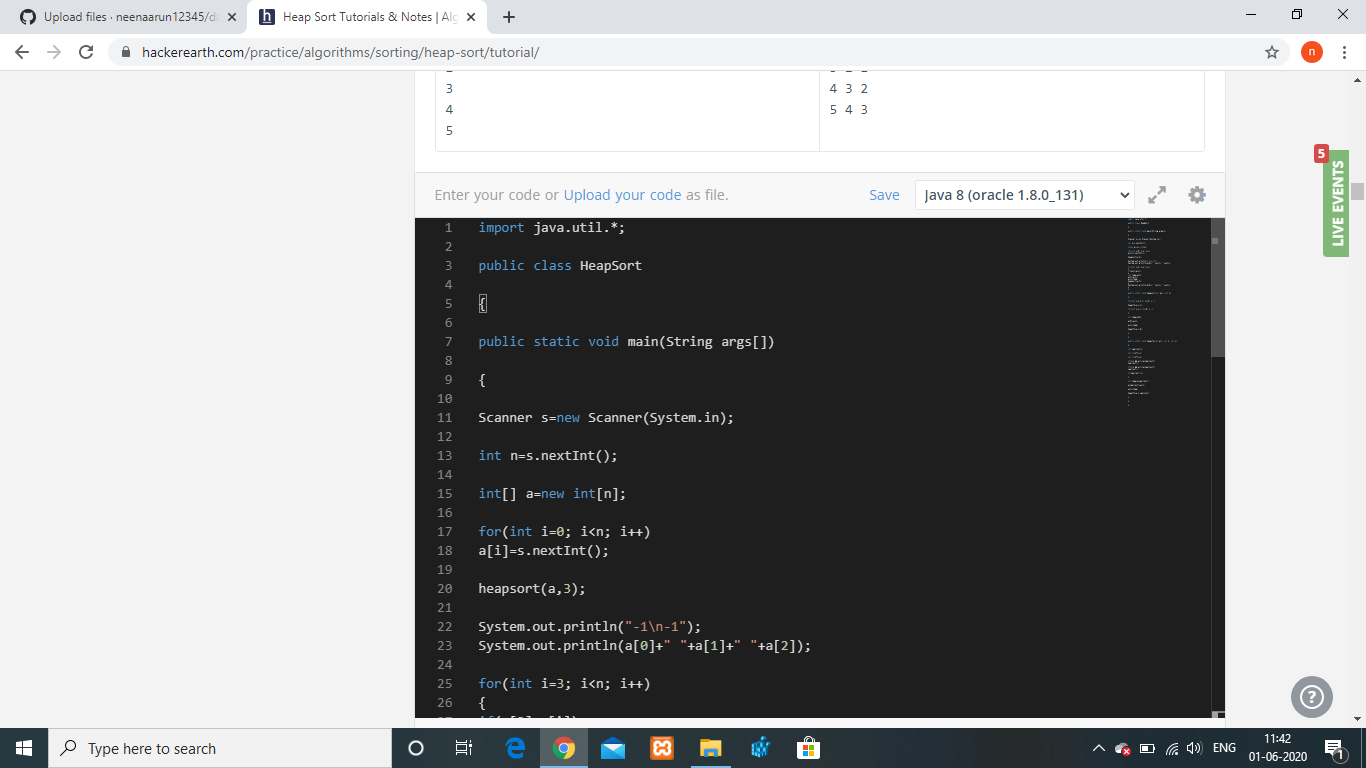 Upload files · neenaarun12345/da
Heap Sort Tutorials & Notes | Alg
hackerearth.com/practice/algorithms/sorting/heap-sort/tutorial/
n
3
4
5
4 3 2
5 4 3
5
LIVE EVENTS
Enter your code or Upload your code as file.
Save
Java 8 (oracle 1.8.0_131)
1 import java.util.*;
2
3 public class HeapSort
4
5 {
6
7 public static void main(String args[])
8
9 {
10
11 Scanner s=new Scanner(System.in);
12
13 int n=s.nextInt();
14
15 int[] a=new int[n];
16
17 for(int i=0; i<n; i++)
18 a[i]=s.nextInt();
19
20 heapsort(a,3);
21
22 System.out.println("-1\n-1");
23 System.out.println(a[0]+" "+a[1]+" "+a[2]);
24
25 for(int i=3; i<n; i++)
26 {
?
Type here to search
ENG
11:42
01-06-2020
1